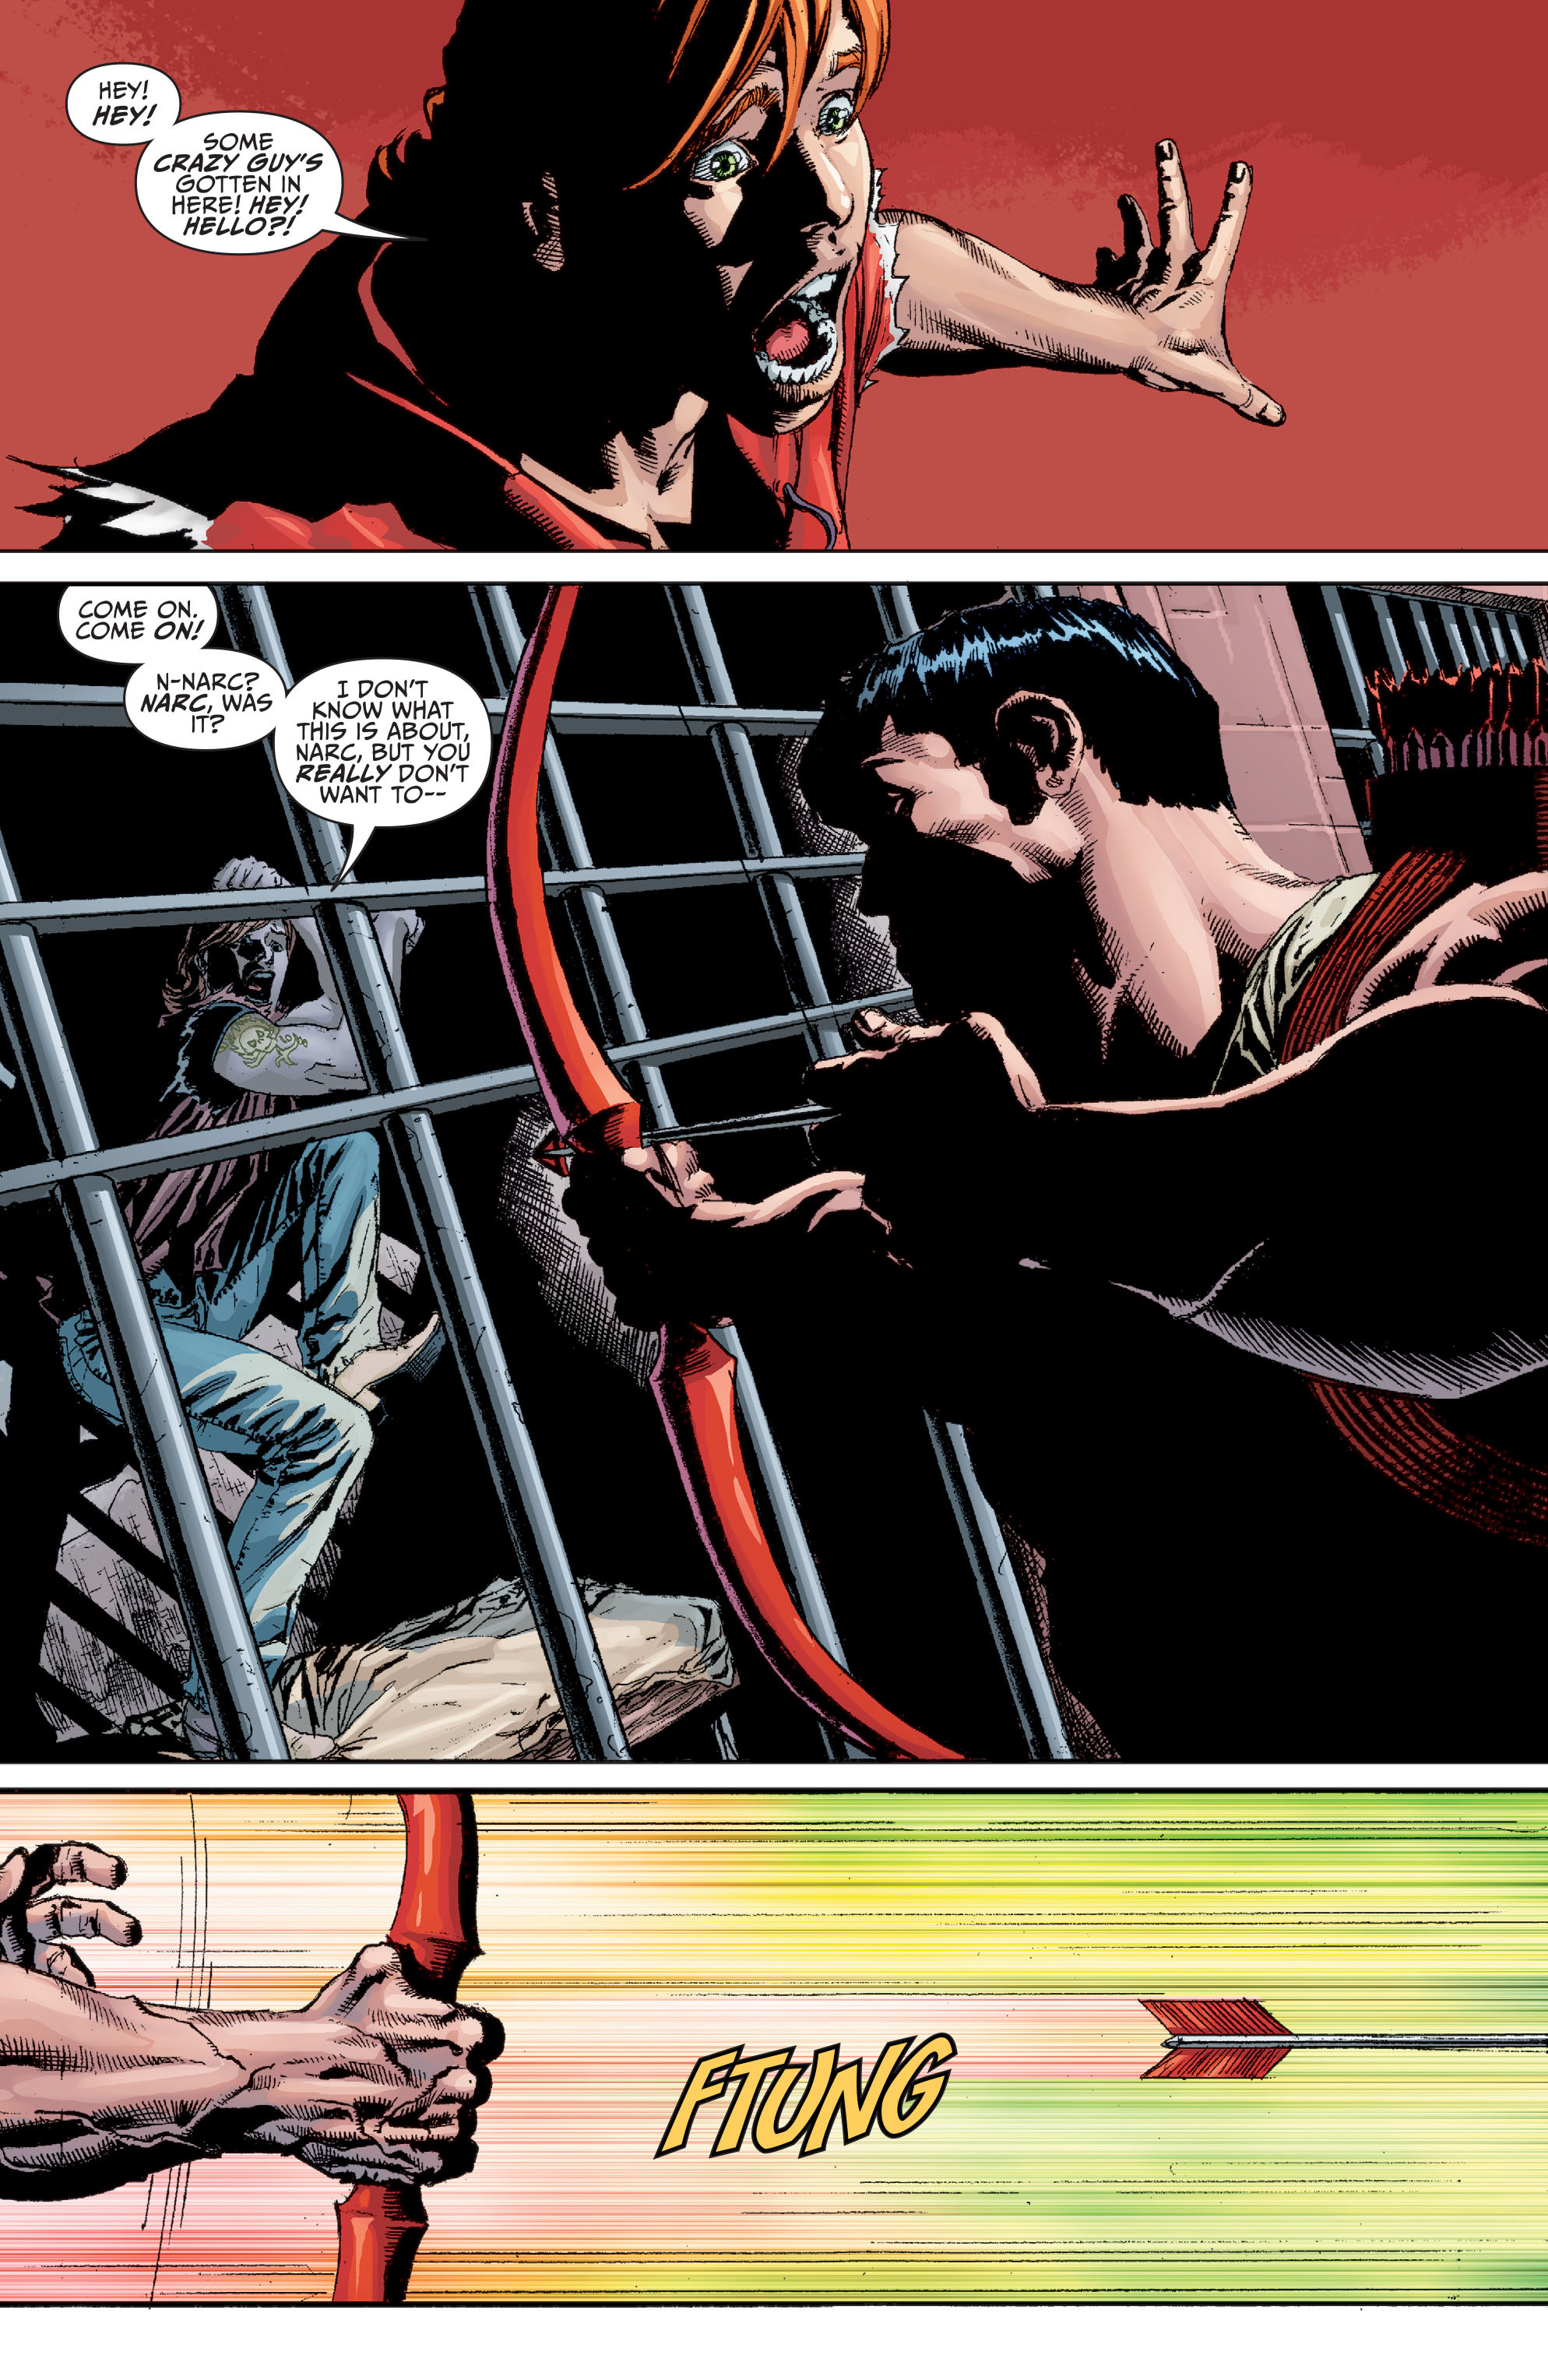 HEY!
HEY!
SOME
CRAZY GUY'S
GOTTEN IN
HERE! HEY!
HELLO?!
COME ON.
COME ON!
N-NARC?
NARC, WAS
IT?
I DON'T
KNOW WHAT
THIS IS ABOUT,
NARC, BUT YOU
REALLY DON'T
WANT TO--
FTUNG